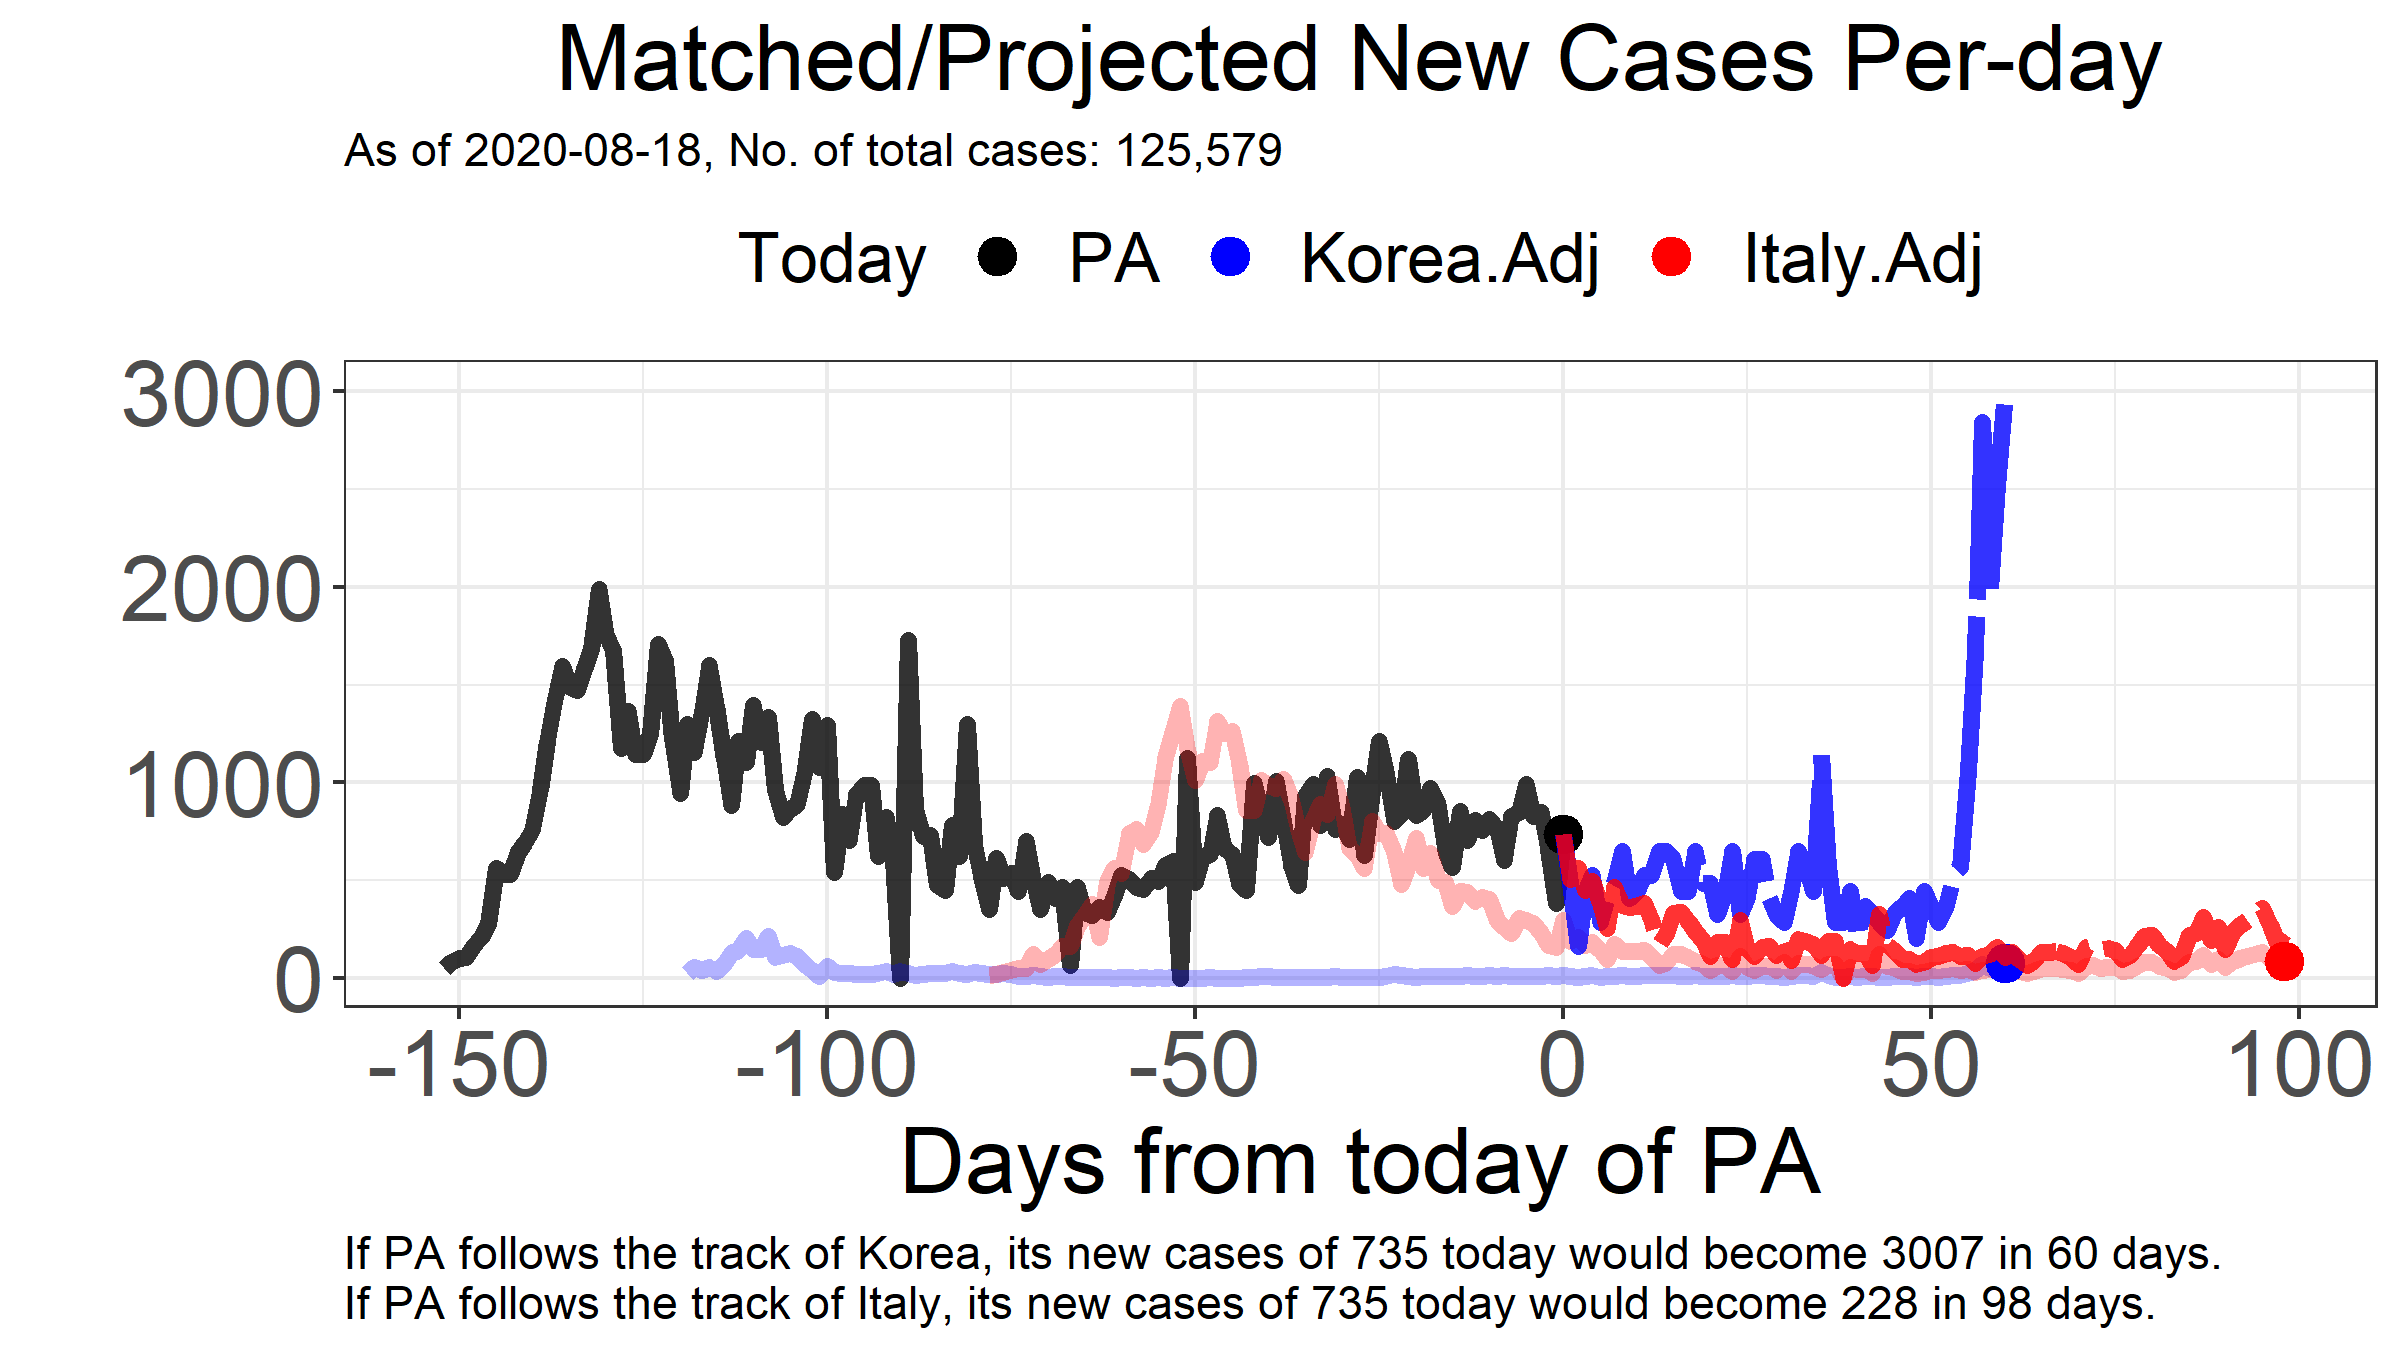 Matched/Projected New Cases Per-day
As of 2020-08-18, No. of total cases: 125,579
Today PA Korea.Adj Italy.Adj
3000
2000
1000
0
-150 -100 -50 0 50 100
Days from today of PA
If PA follows the track of Korea, its new cases of 735 today would become 3007 in 60 days.
If PA follows the track of Italy, its new cases of 735 today would become 228 in 98 days.